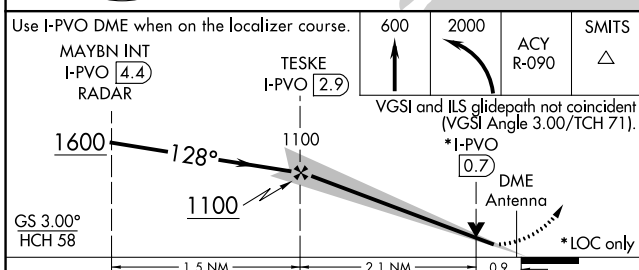 Use I-PVO DME when on the localizer course.
600
2000
ACY
R-090
SMITS
MAYBN INT
I-PVO 4.4
RADAR
TESKE
I-PVO 2.9
VGSI and ILS glidepath not coincident
(VGSI Angle 3.00/TCH 71).
1600
128°
1100
1100
*I-PVO
0.7
DME
Antenna
GS 3.00°
HCH 58
*LOC only
1.5 NM
2.1 NM
0.9